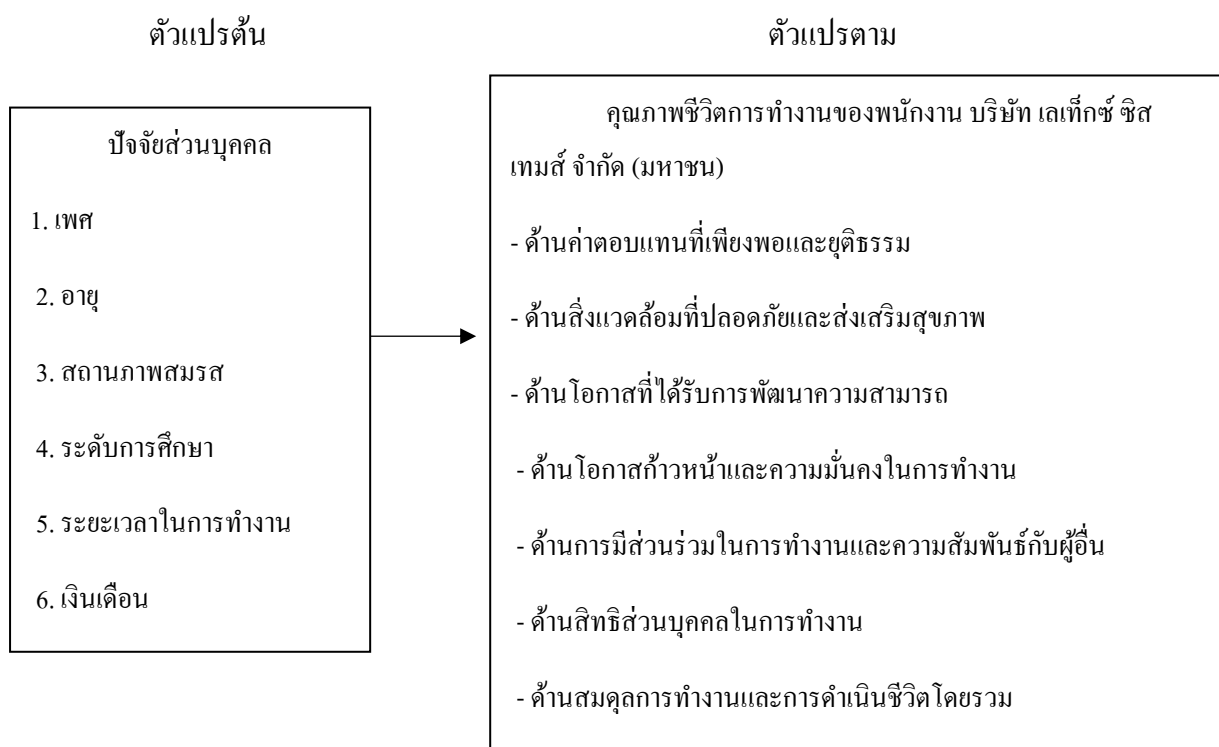 ตัวแปรต้น
ตัวแปรตาม
ปัจจัยส่วนบุคคล
1. เพศ
2. อายุ
3. สถานภาพสมรส
4. ระดับการศึกษา
5. ระยะเวลาในการทำงาน
6. เงินเดือน
คุณภาพชีวิตการทำงานของพนักงาน บริษัท เลเท็กซ์ ซิส
เทมส์ จำกัด (มหาชน)
- ด้านค่าตอบแทนที่เพียงพอและยุติธรรม
- ด้านสิ่งแวดล้อมที่ปลอดภัยและส่งเสริมสุขภาพ
- ด้านโอกาสที่ได้รับการพัฒนาความสามารถ
- ด้านโอกาสก้าวหน้าและความมั่นคงในการทำงาน
- ด้านการมีส่วนร่วมในการทำงานและความสัมพันธ์กับผู้อื่น
- ด้านสิทธิส่วนบุคคลในการทำงาน
- ด้านสมดุลการทำงานและการดำเนินชีวิตโดยรวม